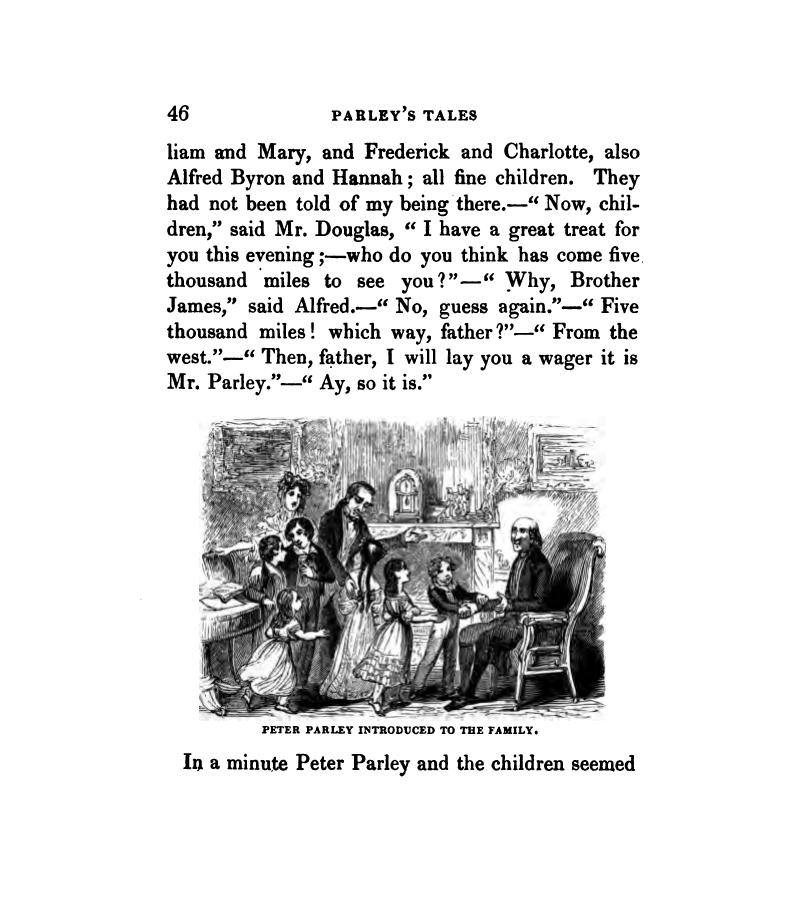 46 PARLEY'S TALES
liam and Mary, and Frederick and Charlotte, also
Alfred Byron and Hannah; all fine children. They
had not been told of my being there.—“ Now, chil-
dren,” said Mr. Douglas, “ I have a great treat for
you this evening;—who do you think has come five
thousand miles to see you?”—“ Why, Brother
James,” said Alfred.—“ No, guess again.”—“ Five
thousand miles! which way, father?”—“ From the
west.”—“ Then, father, I will lay you a wager it is
Mr. Parley.”—“ Ay, so it is.”
PETER PARLEY INTRODUCED TO THE FAMILY.
In a minute Peter Parley and the children seemed